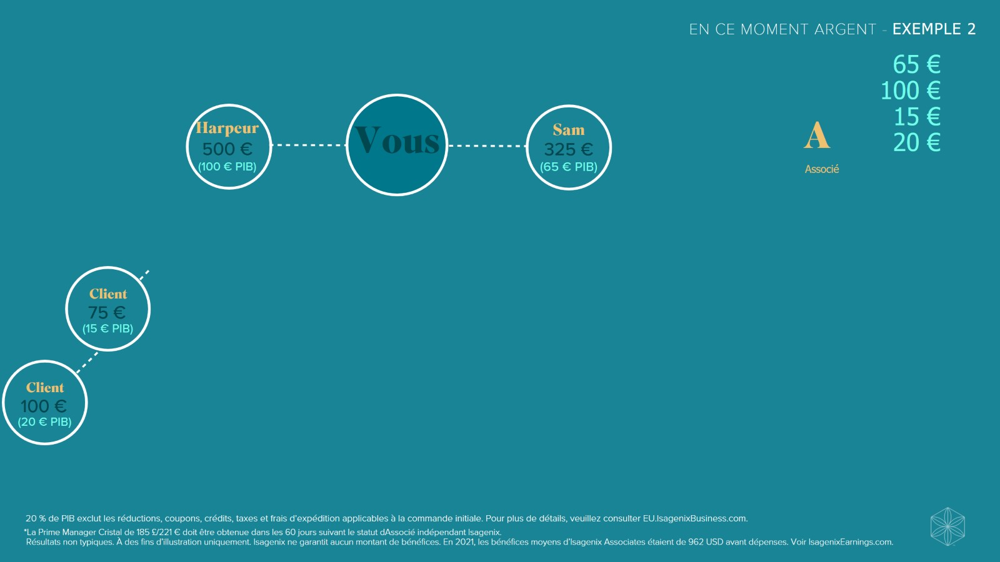 EN CE MOMENT ARGENT - EXEMPLE 2
65 €
100 €
15 €
20 €
A
Associé
Harpeur
500 €
(100 € PIB)
Vous
Sam
325 €
(65 € PIB)
Client
75 €
(15 € PIB)
Client
100 €
(20 € PIB)
20 % de PIB exclut les réductions, coupons, crédits, taxes et frais d'expédition applicables à la commande initiale. Pour plus de détails, veuillez consulter EU.IsagenixBusiness.com.
*La Prime Manager Cristal de 185 £/221 € doit être obtenue dans les 60 jours suivant le statut dAssocié indépendant Isagenix.
Résultats non typiques. À des fins d'illustration uniquement. Isagenix ne garantit aucun montant de bénéfices. En 2021, les bénéfices moyens d'Isagenix Associates étaient de 962 USD avant dépenses. Voir IsagenixEarnings.com.